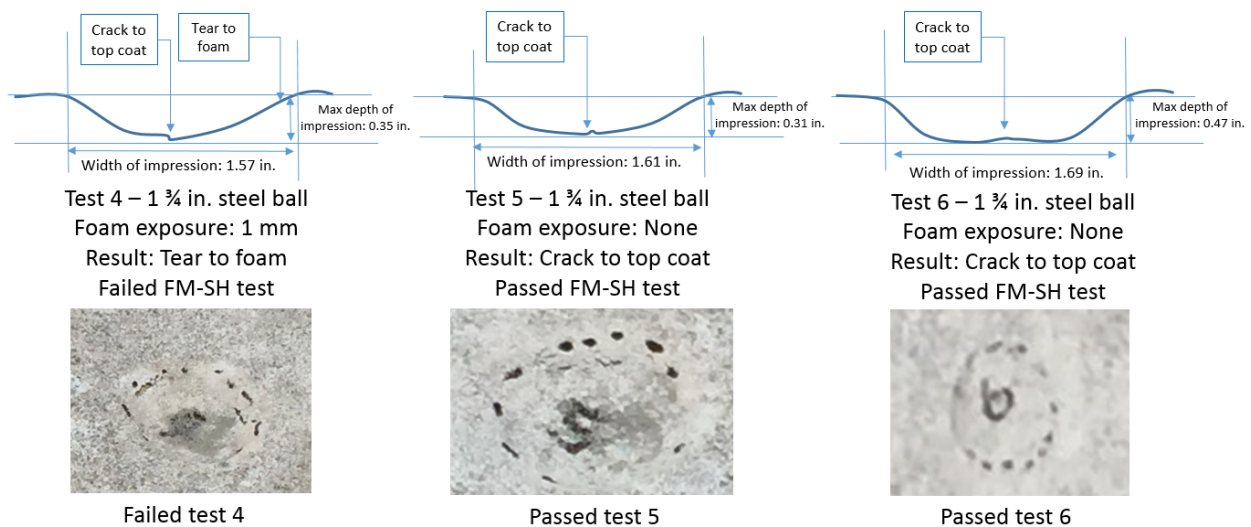 Crack to
top coat
Tear to
foam
Max depth of
impression: 0.35 in.
Width of impression: 1.57 in.
Test 4 – 1 ¾ in. steel ball
Foam exposure: 1 mm
Result: Tear to foam
Failed FM-SH test
Failed test 4
Crack to
top coat
Max depth of
impression: 0.31 in.
Width of impression: 1.61 in.
Test 5 – 1 ¾ in. steel ball
Foam exposure: None
Result: Crack to top coat
Passed FM-SH test
5
Passed test 5
Crack to
top coat
Max depth of
impression: 0.47 in.
Width of impression: 1.69 in.
Test 6 – 1 ¾ in. steel ball
Foam exposure: None
Result: Crack to top coat
Passed FM-SH test
6
Passed test 6